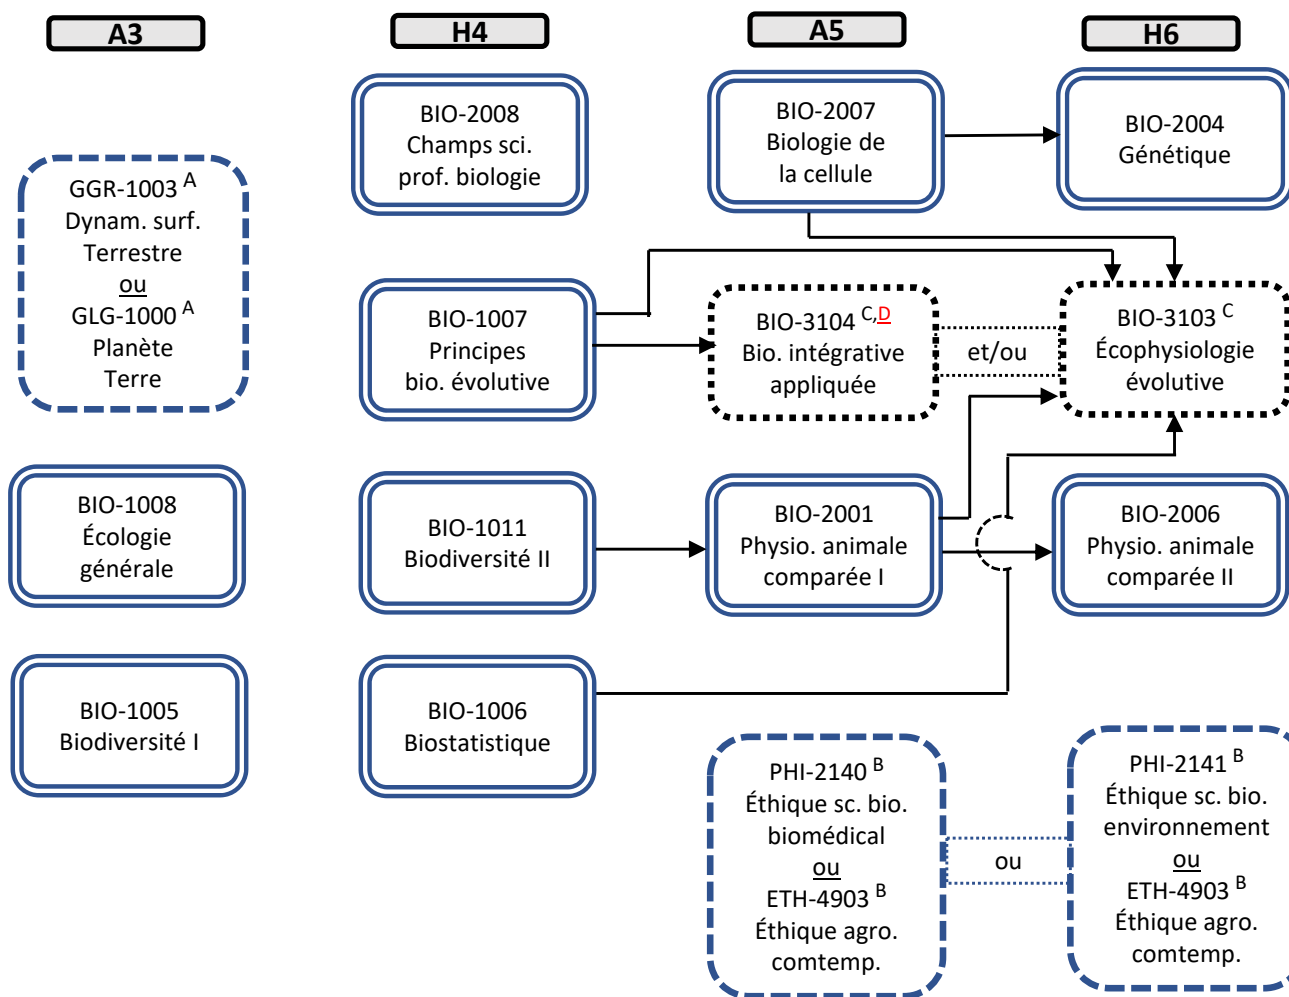 A3
H4
A5
H6
BIO-2008
Champs sci.
prof. biologie
BIO-2007
Biologie de
la cellule
BIO-2004
Génétique
GGR-1003 A
Dynam. surf.
Terrestre
ou
GLG-1000 A
Planète
Terre
BIO-1007
Principes
bio. évolutive
BIO-3104 C,D
Bio. intégrative
appliquée
et/ou
BIO-3103 C
Écophysiologie
évolutive
BIO-1008
Écologie
générale
BIO-1011
Biodiversité II
BIO-2001
Physio. animale
comparée I
BIO-2006
Physio. animale
comparée II
BIO-1005
Biodiversité I
BIO-1006
Biostatistique
PHI-2140 B
Éthique sc. bio.
biomédical
ou
ETH-4903 B
Éthique agro.
comtemp.
ou
PHI-2141 B
Éthique sc. bio.
environnement
ou
ETH-4903 B
Éthique agro.
comtemp.